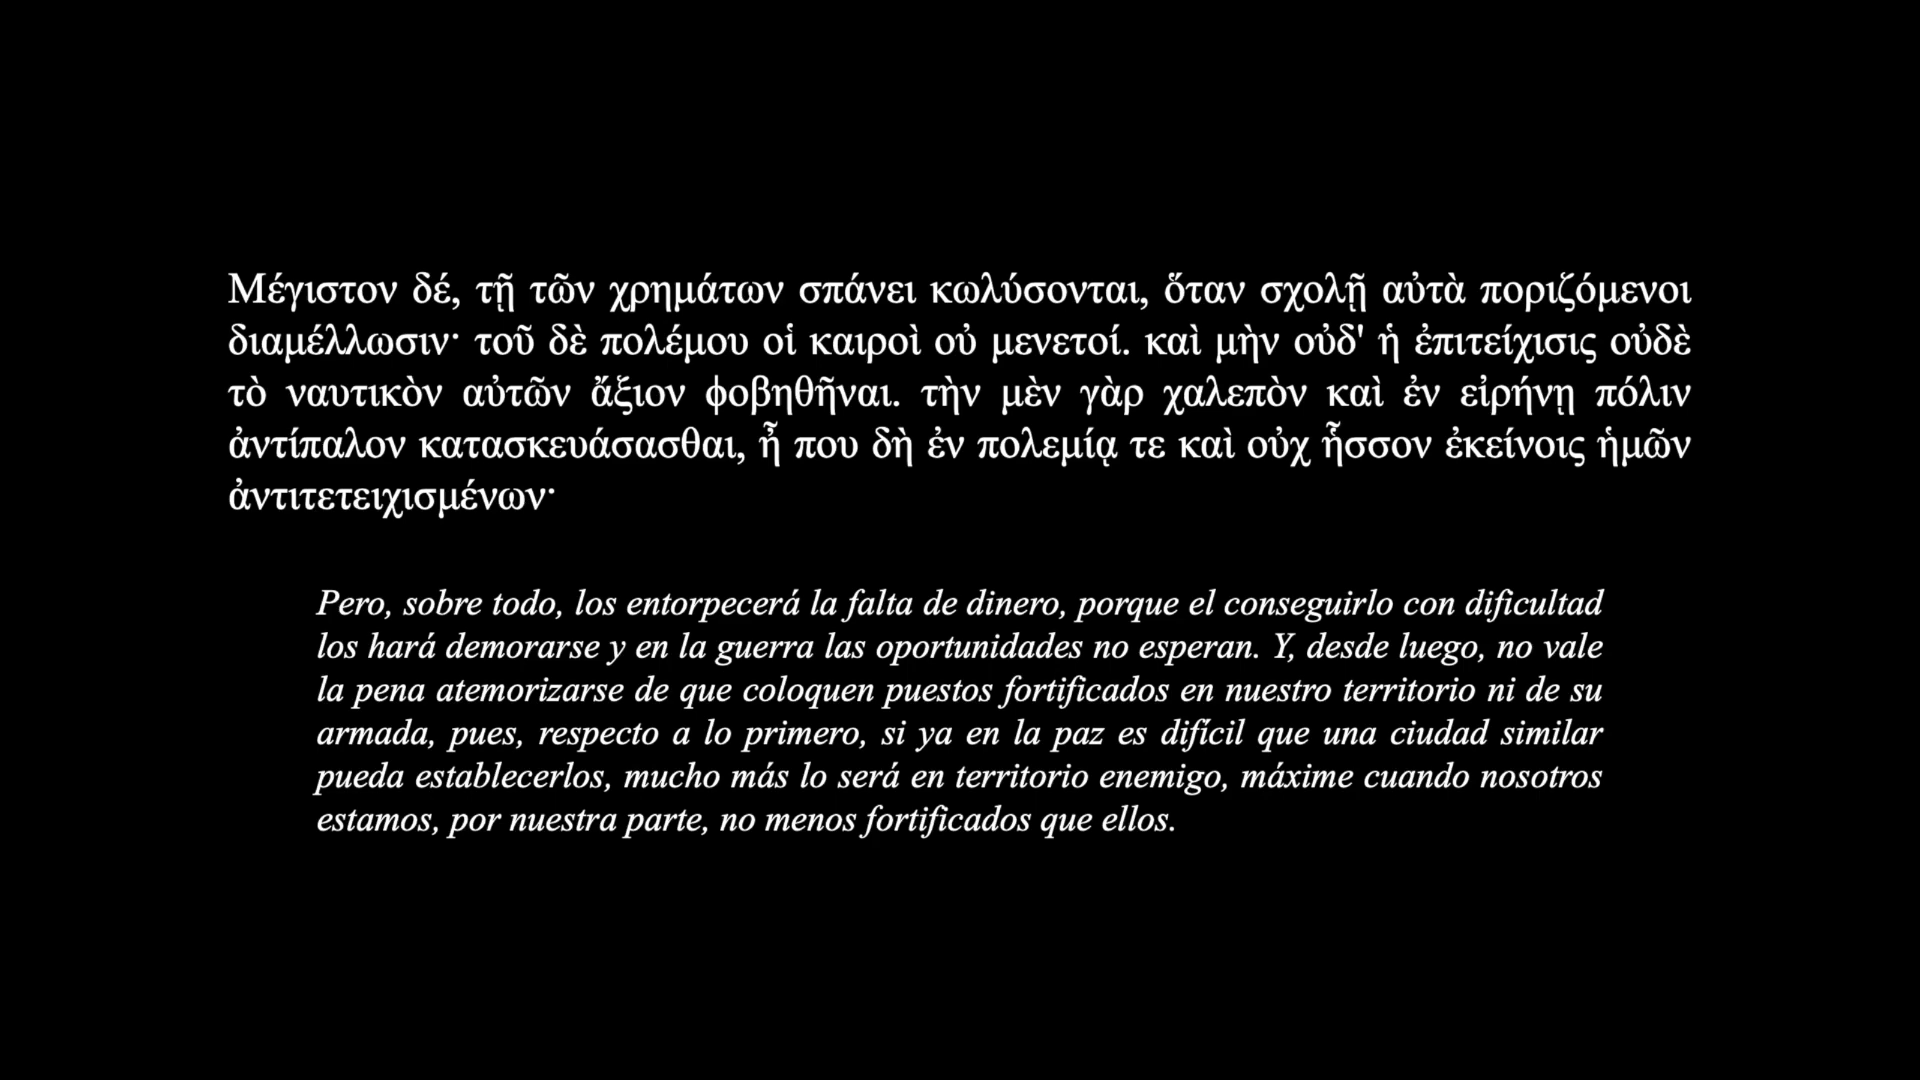 Μέγιστον δέ, τῇ τῶν χρημάτων σπάνει κωλύσονται, ὅταν σχολῇ αὐτὰ ποριζόμενοι
διαμέλλωσιν· τοῦ δὲ πολέμου οἱ καιροὶ οὐ μενετοί. καὶ μὴν οὐδ' ἡ ἐπιτείχισις οὐδὲ
τὸ ναυτικὸν αὐτῶν ἄξιον φοβηθῆναι. τὴν μὲν γὰρ χαλεπὸν καὶ ἐν εἰρήνῃ πόλιν
ἀντίπαλον κατασκευάσασθαι, ἦ που δὴ ἐν πολεμίᾳ τε καὶ οὐχ ἧσσον ἐκείνοις ἡμῶν
ἀντιτετειχισμένων·
Pero, sobre todo, los entorpecerá la falta de dinero, porque el conseguirlo con dificultad
los hará demorarse y en la guerra las oportunidades no esperan. Y, desde luego, no vale
la pena atemorizarse de que coloquen puestos fortificados en nuestro territorio ni de su
armada, pues, respecto a lo primero, si ya en la paz es difícil que una ciudad similar
pueda establecerlos, mucho más lo será en territorio enemigo, máxime cuando nosotros
estamos, por nuestra parte, no menos fortificados que ellos.